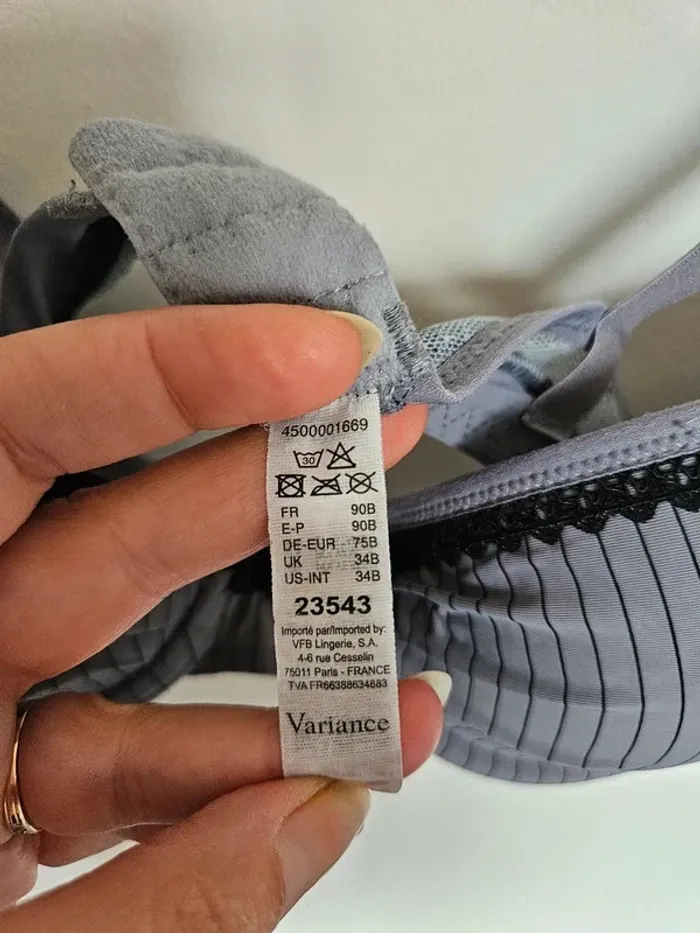 4500001669
30
FR 90B
E-P 90B
DE-EUR 75B
UK 34B
US-INT 34B
23543
Importé par/Imported by:
VFB Lingerie, S.A.
4-6 rue Cesselin
75011 Paris - FRANCE
TVA FR66388634883
Variance